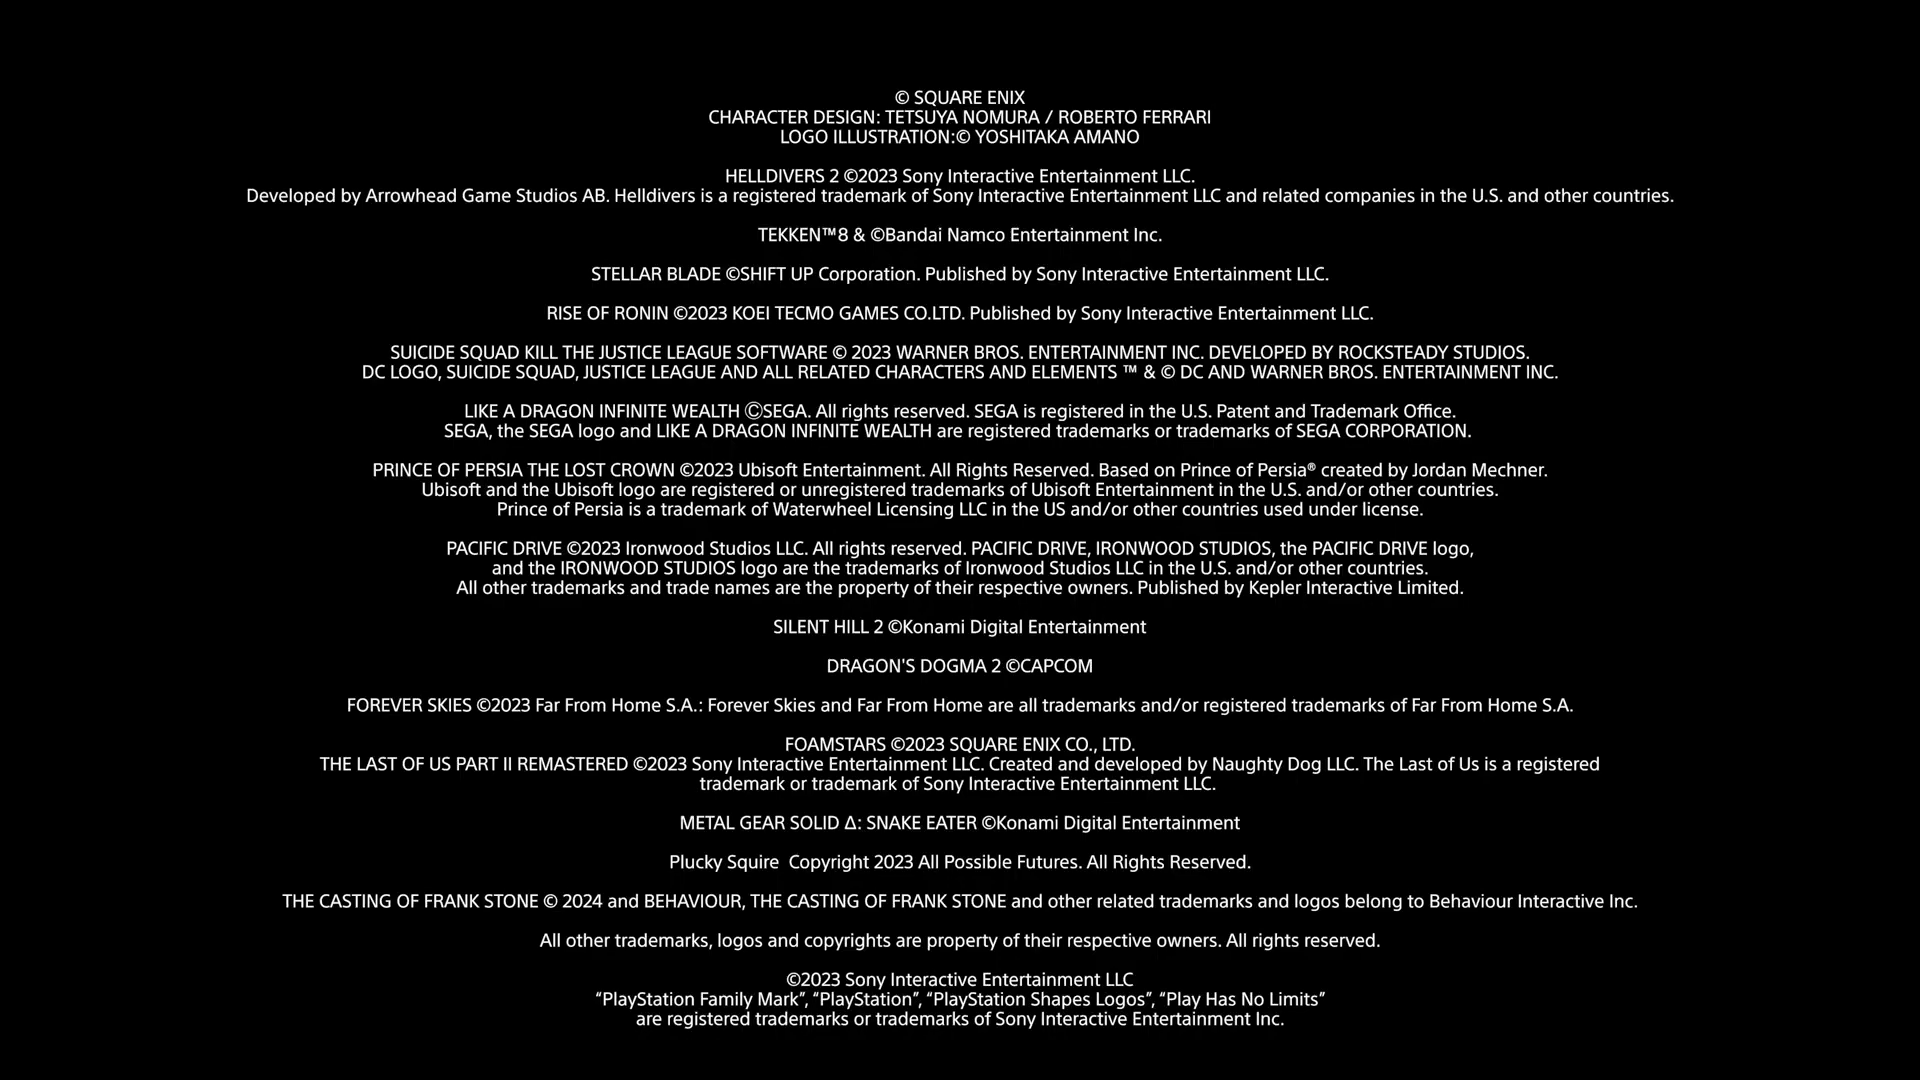 © SQUARE ENIX
CHARACTER DESIGN: TETSUYA NOMURA / ROBERTO FERRARI
LOGO ILLUSTRATION:© YOSHITAKA AMANO
HELLDIVERS 2 ©2023 Sony Interactive Entertainment LLC.
Developed by Arrowhead Game Studios AB. Helldivers is a registered trademark of Sony Interactive Entertainment LLC and related companies in the U.S. and other countries.
TEKKEN™8 & ©Bandai Namco Entertainment Inc.
STELLAR BLADE ©SHIFT UP Corporation. Published by Sony Interactive Entertainment LLC.
RISE OF RONIN ©2023 KOEI TECMO GAMES CO.LTD. Published by Sony Interactive Entertainment LLC.
SUICIDE SQUAD KILL THE JUSTICE LEAGUE SOFTWARE © 2023 WARNER BROS. ENTERTAINMENT INC. DEVELOPED BY ROCKSTEADY STUDIOS.
DC LOGO, SUICIDE SQUAD, JUSTICE LEAGUE AND ALL RELATED CHARACTERS AND ELEMENTS ™ & © DC AND WARNER BROS. ENTERTAINMENT INC.
LIKE A DRAGON INFINITE WEALTH ⒸSEGA. All rights reserved. SEGA is registered in the U.S. Patent and Trademark Office.
SEGA, the SEGA logo and LIKE A DRAGON INFINITE WEALTH are registered trademarks or trademarks of SEGA CORPORATION.
PRINCE OF PERSIA THE LOST CROWN ©2023 Ubisoft Entertainment. All Rights Reserved. Based on Prince of Persia® created by Jordan Mechner.
Ubisoft and the Ubisoft logo are registered or unregistered trademarks of Ubisoft Entertainment in the U.S. and/or other countries.
Prince of Persia is a trademark of Waterwheel Licensing LLC in the US and/or other countries used under license.
PACIFIC DRIVE ©2023 Ironwood Studios LLC. All rights reserved. PACIFIC DRIVE, IRONWOOD STUDIOS, the PACIFIC DRIVE logo,
and the IRONWOOD STUDIOS logo are the trademarks of Ironwood Studios LLC in the U.S. and/or other countries.
All other trademarks and trade names are the property of their respective owners. Published by Kepler Interactive Limited.
SILENT HILL 2 ©Konami Digital Entertainment
DRAGON'S DOGMA 2 ©CAPCOM
FOREVER SKIES ©2023 Far From Home S.A.: Forever Skies and Far From Home are all trademarks and/or registered trademarks of Far From Home S.A.
FOAMSTARS ©2023 SQUARE ENIX CO., LTD.
THE LAST OF US PART II REMASTERED ©2023 Sony Interactive Entertainment LLC. Created and developed by Naughty Dog LLC. The Last of Us is a registered
trademark or trademark of Sony Interactive Entertainment LLC.
METAL GEAR SOLID Δ: SNAKE EATER ©Konami Digital Entertainment
Plucky Squire  Copyright 2023 All Possible Futures. All Rights Reserved.
THE CASTING OF FRANK STONE © 2024 and BEHAVIOUR, THE CASTING OF FRANK STONE and other related trademarks and logos belong to Behaviour Interactive Inc.
All other trademarks, logos and copyrights are property of their respective owners. All rights reserved.
©2023 Sony Interactive Entertainment LLC
“PlayStation Family Mark”, “PlayStation”, “PlayStation Shapes Logos”, “Play Has No Limits”
are registered trademarks or trademarks of Sony Interactive Entertainment Inc.